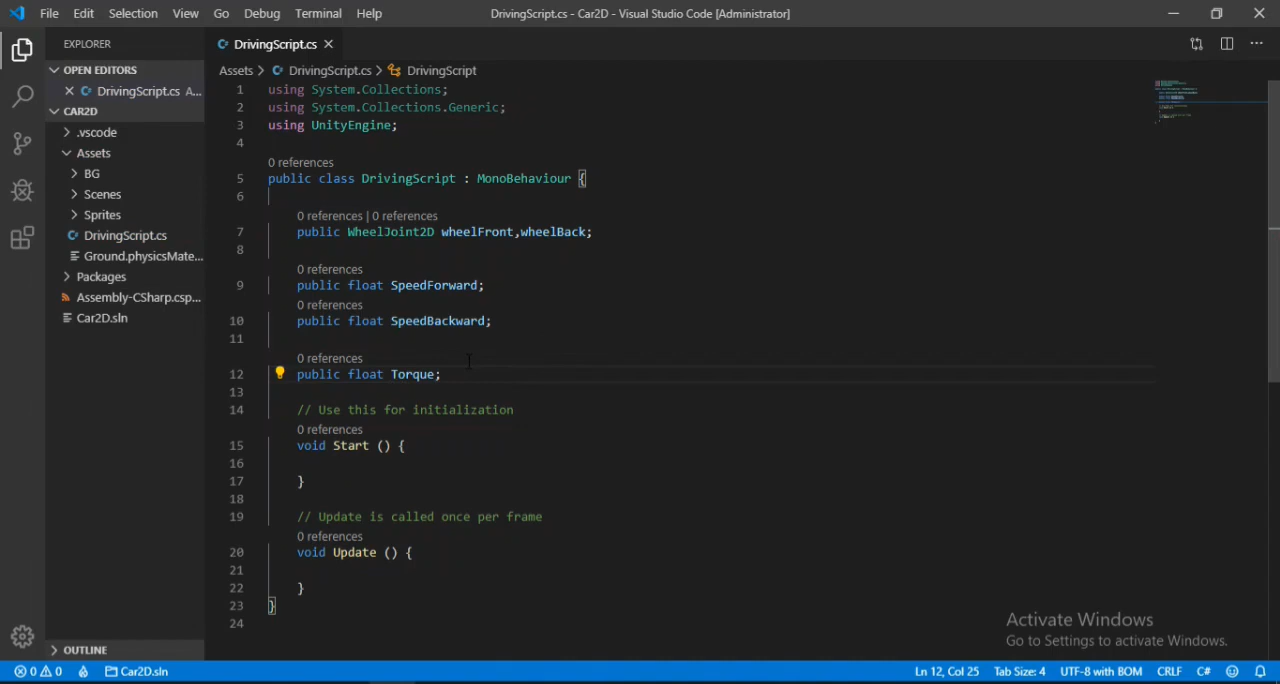 File Edit Selection View Go Debug Terminal Help DrivingScript.cs - Car2D - Visual Studio Code [Administrator]
EXPLORER
OPEN EDITORS
DrivingScript.cs A...
CAR2D
.vscode
Assets
BG
Scenes
Sprites
DrivingScript.cs
Ground.physicsMate...
Packages
Assembly-CSharp.csp...
Car2D.sln
OUTLINE
DrivingScript.cs
Assets > DrivingScript.cs > DrivingScript
1 using System.Collections;
2 using System.Collections.Generic;
3 using UnityEngine;
4
0 references
5 public class DrivingScript : MonoBehaviour {
6
0 references | 0 references
7 public WheelJoint2D wheelFront,wheelBack;
8
0 references
9 public float SpeedForward;
0 references
10 public float SpeedBackward;
11
0 references
12 public float Torque;
13
14 // Use this for initialization
0 references
15 void Start () {
16
17 }
18
19 // Update is called once per frame
0 references
20 void Update () {
21
22 }
23 }
24
Activate Windows
Go to Settings to activate Windows.
0 0 Car2D.sln Ln 12, Col 25 Tab Size: 4 UTF-8 with BOM CRLF C#